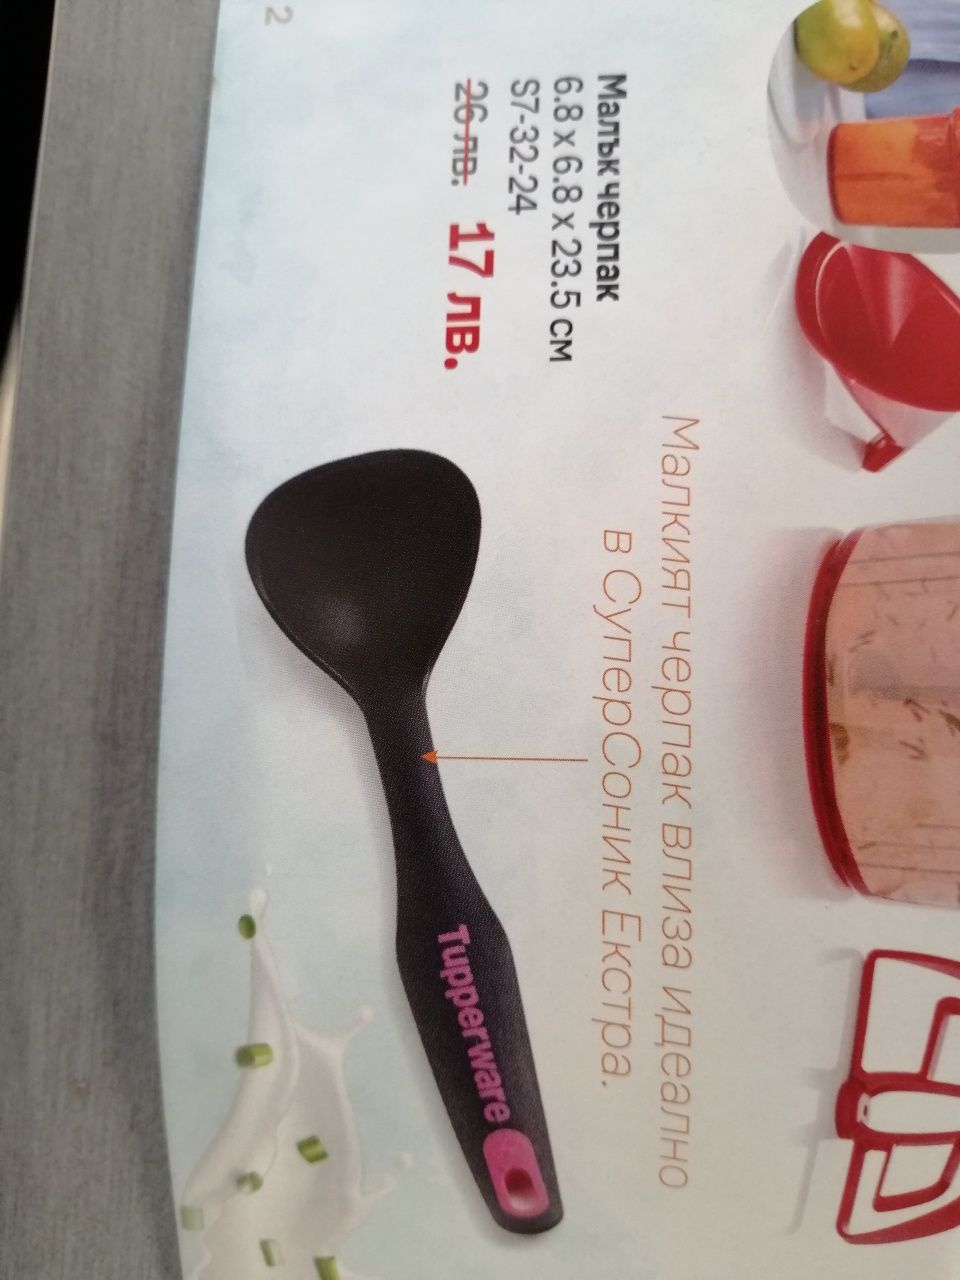 Малък черпак
6.8 x 6.8 x 23.5 см
S7-32-24
26 лв. 17 лв.
Малкият черпак влиза идеално
в СуперСоник Екстра.
Tupperware
2